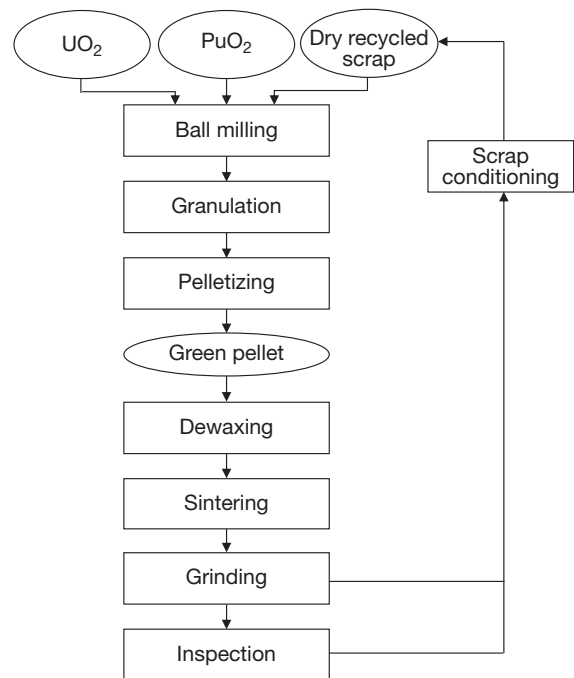 UO2
PuO2
Dry recycled
scrap
Ball milling
Scrap
conditioning
Granulation
Pelletizing
Green pellet
Dewaxing
Sintering
Grinding
Inspection